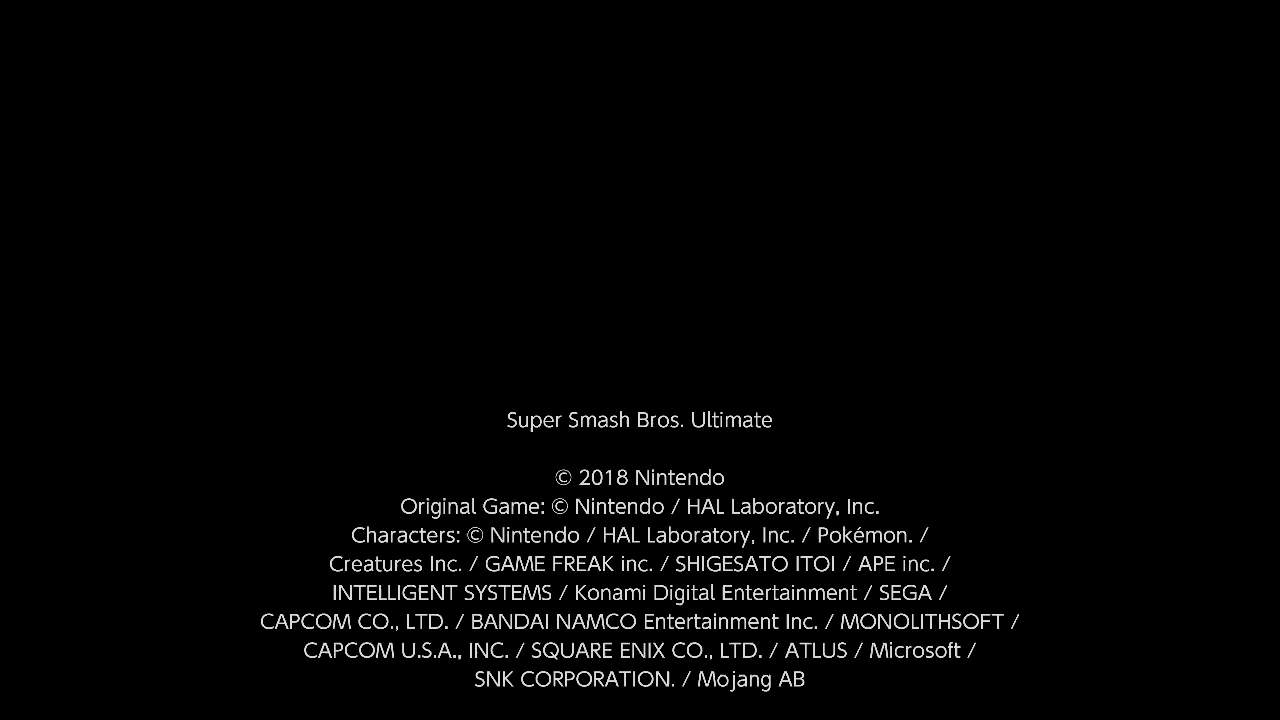 Super Smash Bros. Ultimate
© 2018 Nintendo
Original Game: © Nintendo / HAL Laboratory, Inc.
Characters: © Nintendo / HAL Laboratory, Inc. / Pokémon. /
Creatures Inc. / GAME FREAK inc. / SHIGESATO ITOI / APE inc. /
INTELLIGENT SYSTEMS / Konami Digital Entertainment / SEGA /
CAPCOM CO., LTD. / BANDAI NAMCO Entertainment Inc. / MONOLITHSOFT /
CAPCOM U.S.A., INC. / SQUARE ENIX CO., LTD. / ATLUS / Microsoft /
SNK CORPORATION. / Mojang AB